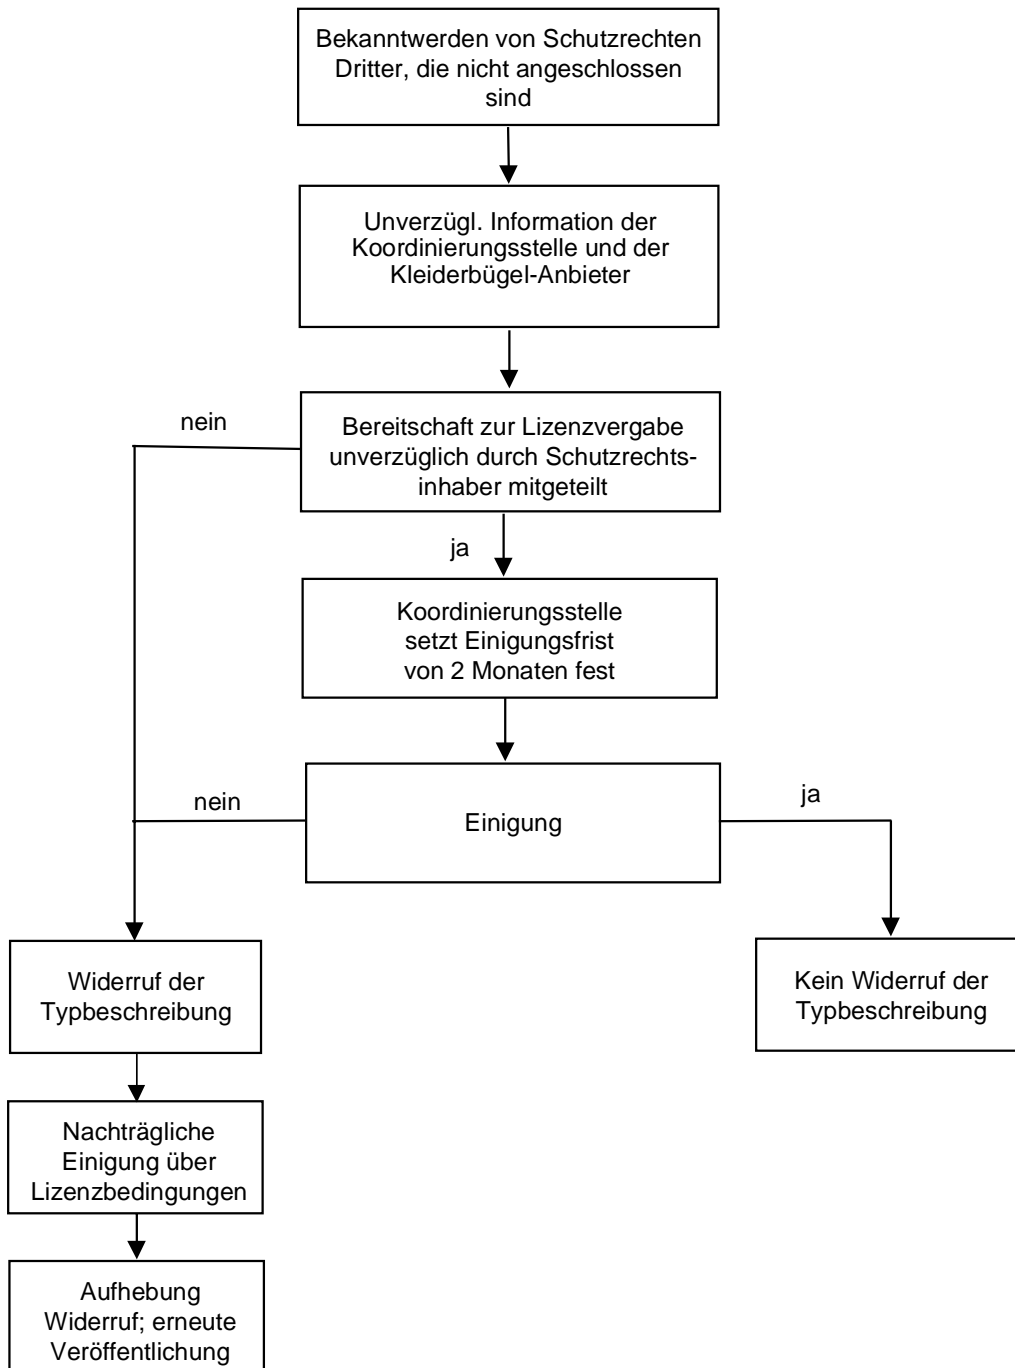 Bekanntwerden von Schutzrechten
Dritter, die nicht angeschlossen
sind
Unverzügl. Information der
Koordinierungsstelle und der
Kleiderbügel-Anbieter
nein
Bereitschaft zur Lizenzvergabe
unverzüglich durch Schutzrechts-
inhaber mitgeteilt
ja
Koordinierungsstelle
setzt Einigungsfrist
von 2 Monaten fest
nein
Einigung
ja
Widerruf der
Typbeschreibung
Kein Widerruf der
Typbeschreibung
Nachträgliche
Einigung über
Lizenzbedingungen
Aufhebung
Widerruf; erneute
Veröffentlichung